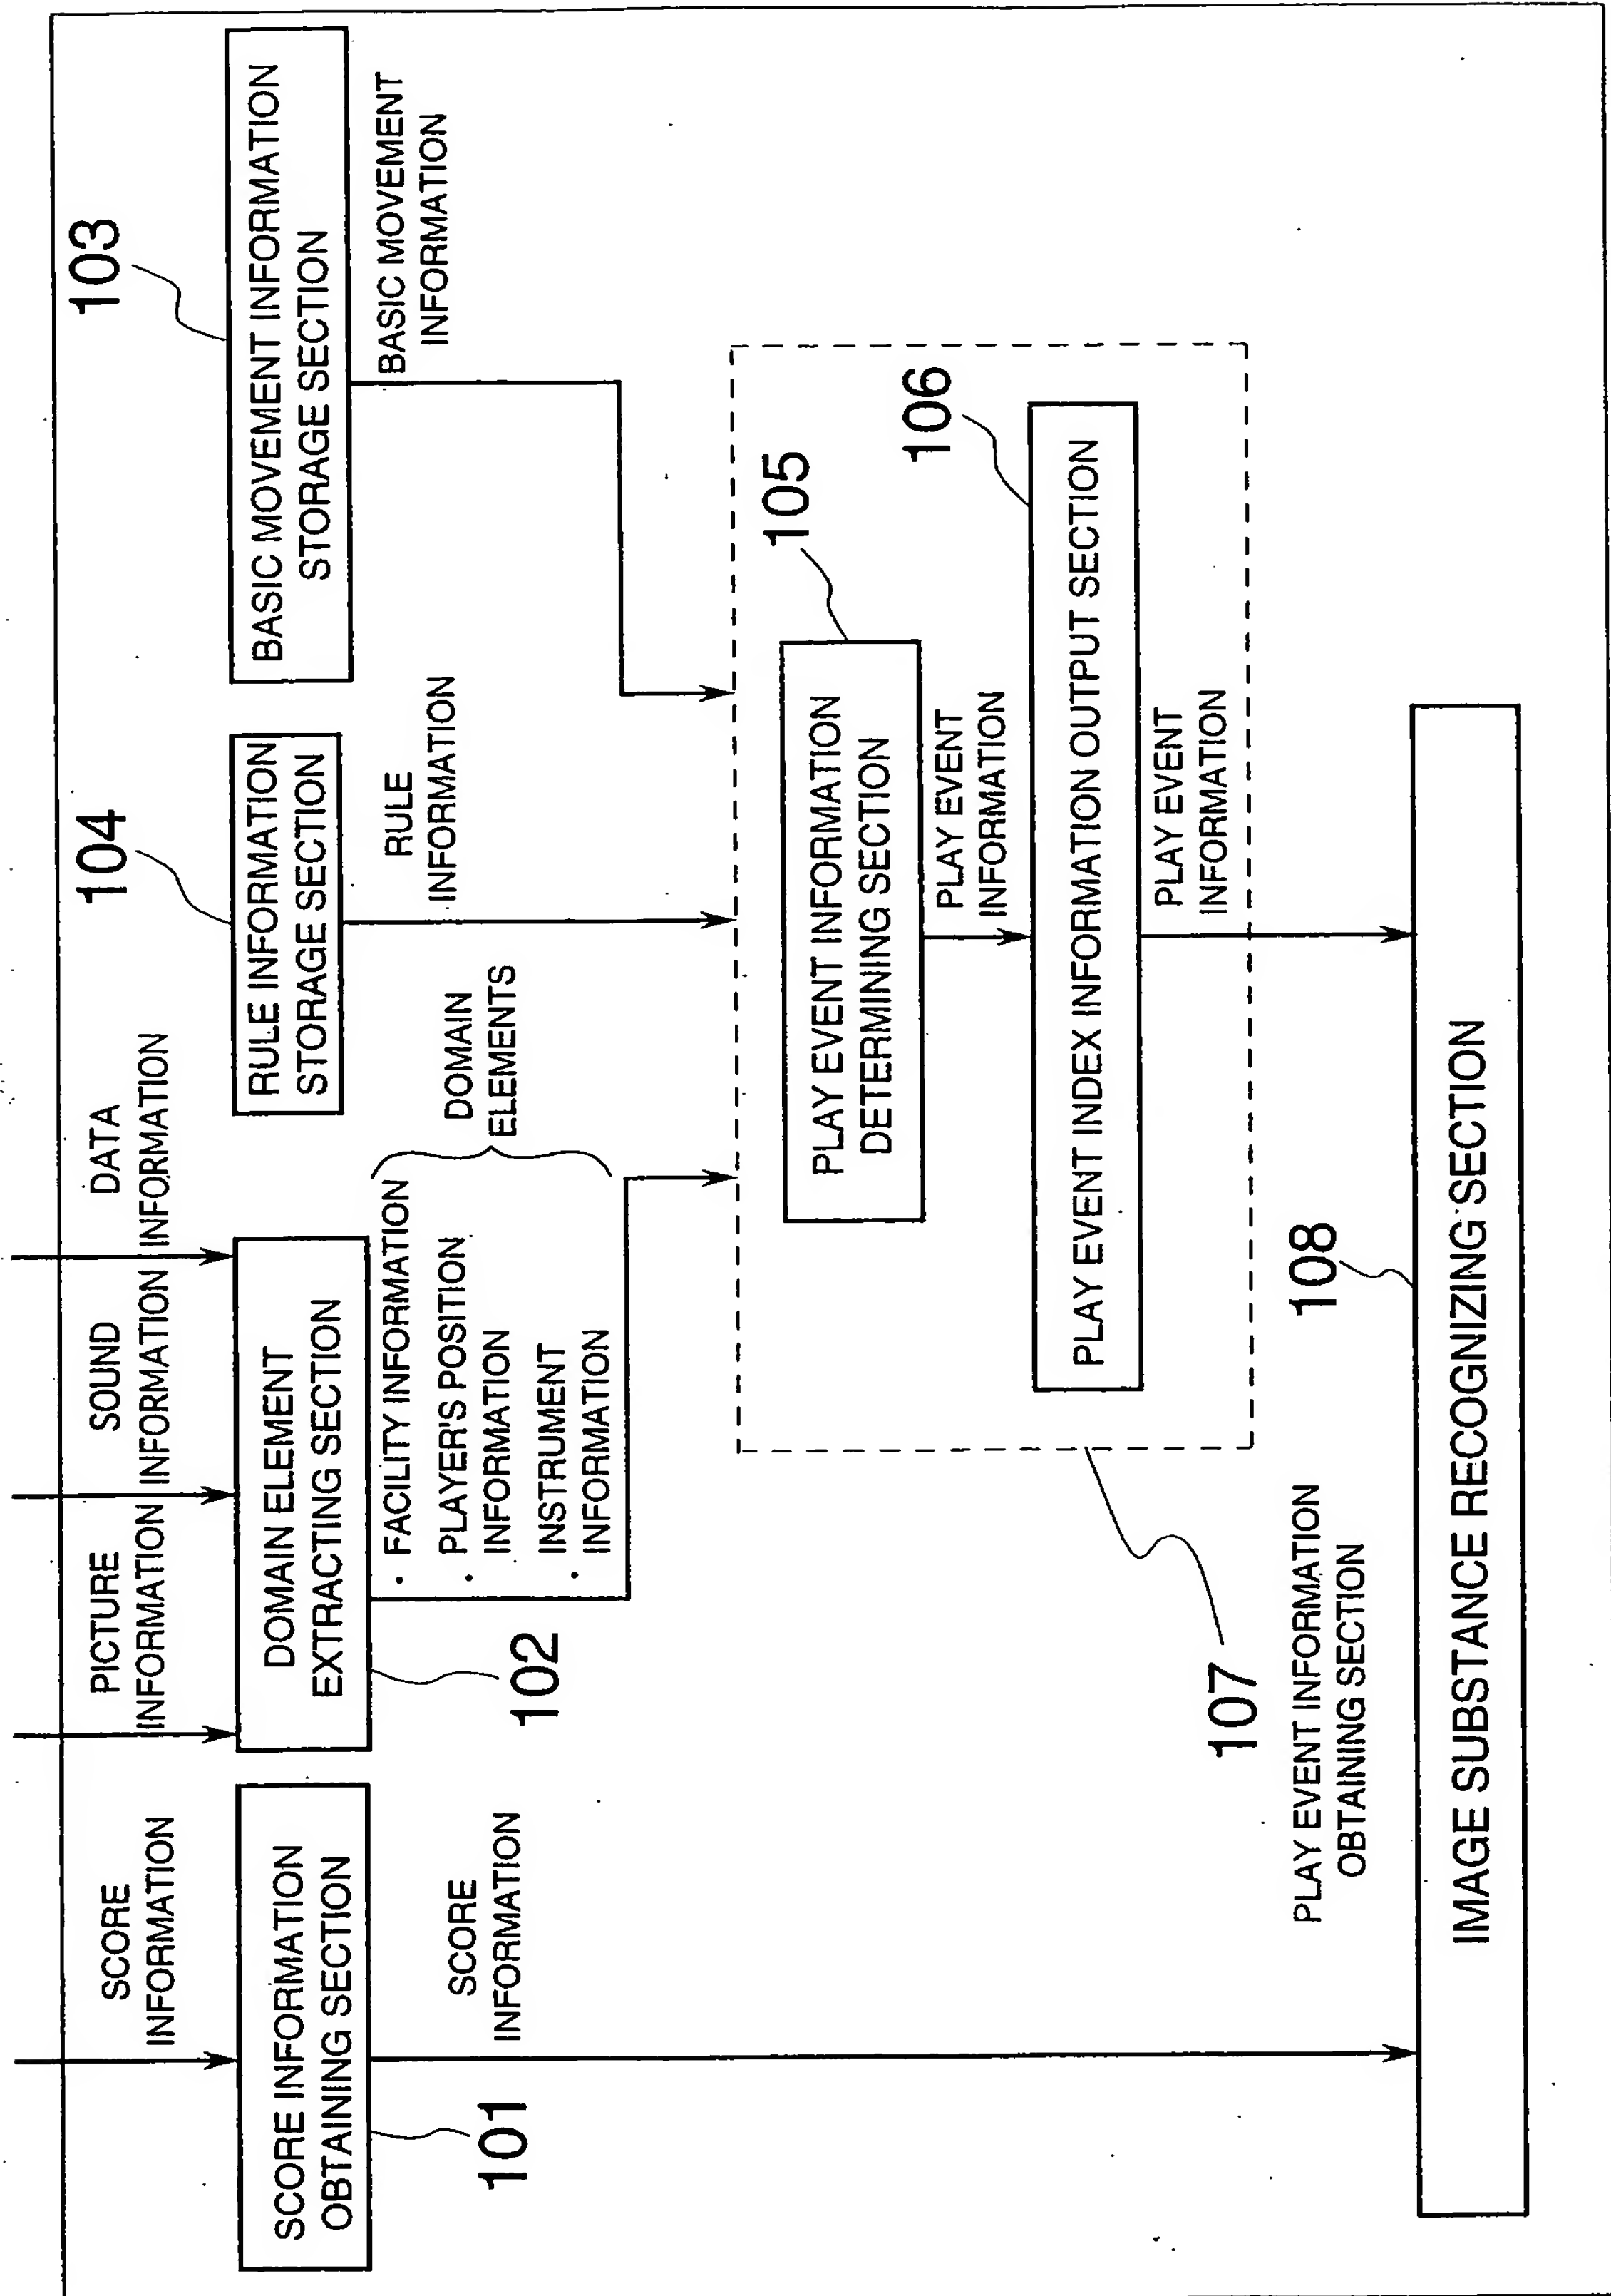 SCORE
INFORMATION
PICTURE
INFORMATION
SOUND
INFORMATION
DATA
INFORMATION
104
103
SCORE INFORMATION
OBTAINING SECTION
DOMAIN ELEMENT
EXTRACTING SECTION
RULE INFORMATION
STORAGE SECTION
BASIC MOVEMENT INFORMATION
STORAGE SECTION
101
SCORE
INFORMATION
102
· FACILITY INFORMATION
· PLAYER'S POSITION
INFORMATION
· INSTRUMENT
INFORMATION
DOMAIN
ELEMENTS
RULE
INFORMATION
BASIC MOVEMENT
INFORMATION
105
PLAY EVENT INFORMATION
DETERMINING SECTION
PLAY EVENT
INFORMATION
106
PLAY EVENT INDEX INFORMATION OUTPUT SECTION
PLAY EVENT
INFORMATION
107
PLAY EVENT INFORMATION
OBTAINING SECTION
108
IMAGE SUBSTANCE RECOGNIZING SECTION